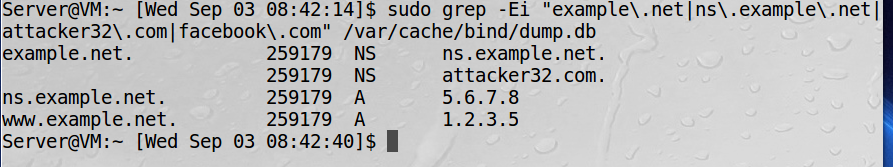 Server@VM:~ [Wed Sep 03 08:42:14]$ sudo grep -Ei "example\.net|ns\.example\.net|
attacker32\.com|facebook\.com" /var/cache/bind/dump.db
example.net.            259179  NS      ns.example.net.
                        259179  NS      attacker32.com.
ns.example.net.         259179  A       5.6.7.8
www.example.net.        259179  A       1.2.3.5
Server@VM:~ [Wed Sep 03 08:42:40]$